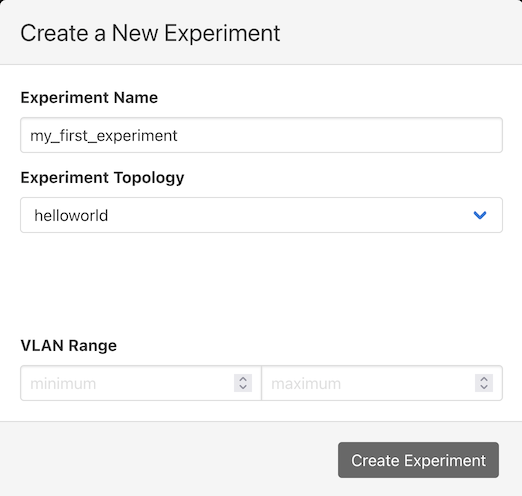 Create a New Experiment
Experiment Name
my_first_experiment
Experiment Topology
helloworld
VLAN Range
minimum maximum
Create Experiment